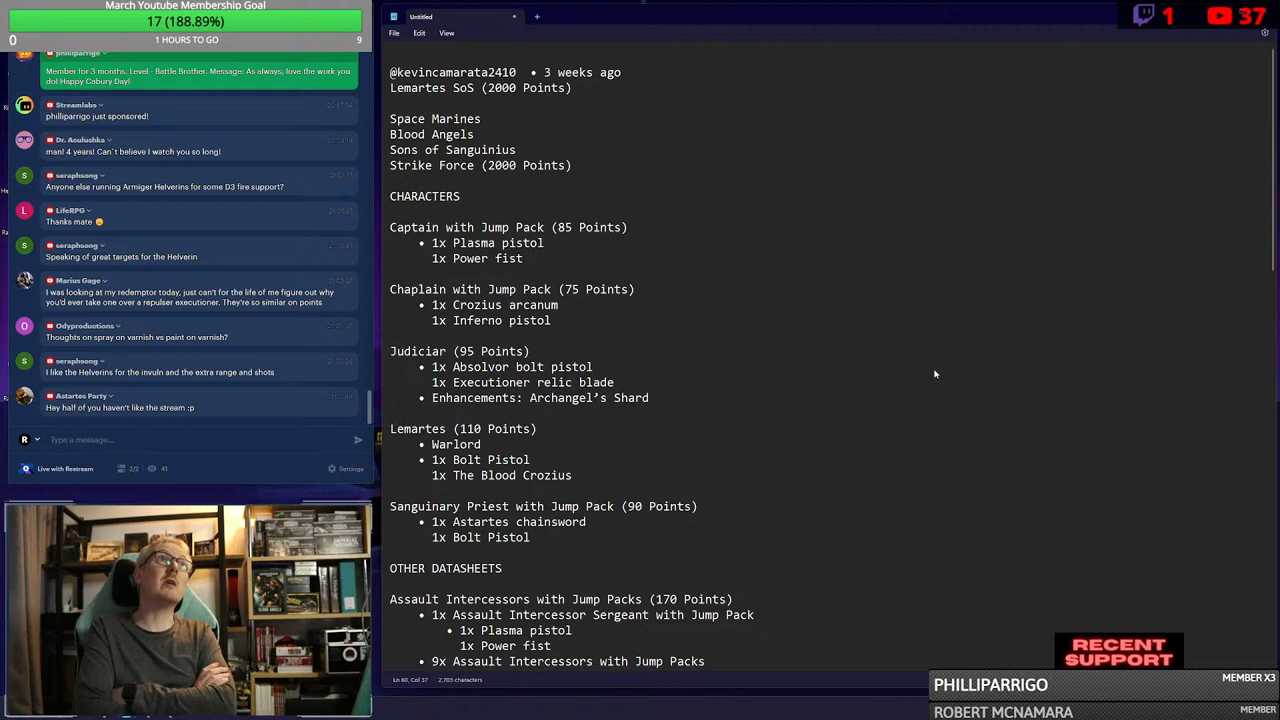 March Youtube Membership Goal
17 (188.89%)
0
1 HOURS TO GO
9
philliparrigo
Member for 3 months. Level - Battle Brother. Message: As always, love the work you
do! Happy Cabury Day!
Streamlabs
philliparrigo just sponsored!
Dr. Aculushka
man! 4 years! Can`t believe I watch you so long!
seraphsong
Anyone else running Armiger Helverins for some D3 fire support?
LifeRPG
Thanks mate
seraphsong
Speaking of great targets for the Helverin
Marius Gage
I was looking at my redemptor today, just can't for the life of me figure out why
you'd ever take one over a repulser executioner. They're so similar on points
Odyproductions
Thoughts on spray on varnish vs paint on varnish?
seraphsong
I like the Helverins for the invuln and the extra range and shots
Astartes Party
Hey half of you haven't like the stream :p
R
Type a message...
Live with Restream
2/2
41
Settings
Untitled
File
Edit
View
1
37
@kevincamarata2410 • 3 weeks ago
Lemartes SoS (2000 Points)
Space Marines
Blood Angels
Sons of Sanguinius
Strike Force (2000 Points)
CHARACTERS
Captain with Jump Pack (85 Points)
• 1x Plasma pistol
1x Power fist
Chaplain with Jump Pack (75 Points)
• 1x Crozius arcanum
1x Inferno pistol
Judiciar (95 Points)
• 1x Absolvor bolt pistol
1x Executioner relic blade
• Enhancements: Archangel's Shard
Lemartes (110 Points)
• Warlord
• 1x Bolt Pistol
1x The Blood Crozius
Sanguinary Priest with Jump Pack (90 Points)
• 1x Astartes chainsword
1x Bolt Pistol
OTHER DATASHEETS
Assault Intercessors with Jump Packs (170 Points)
• 1x Assault Intercessor Sergeant with Jump Pack
• 1x Plasma pistol
1x Power fist
• 9x Assault Intercessors with Jump Packs
Ln 60, Col 37
2,703 characters
RECENT
SUPPORT
PHILLIPARRIGO
MEMBER X3
ROBERT MCNAMARA
MEMBER